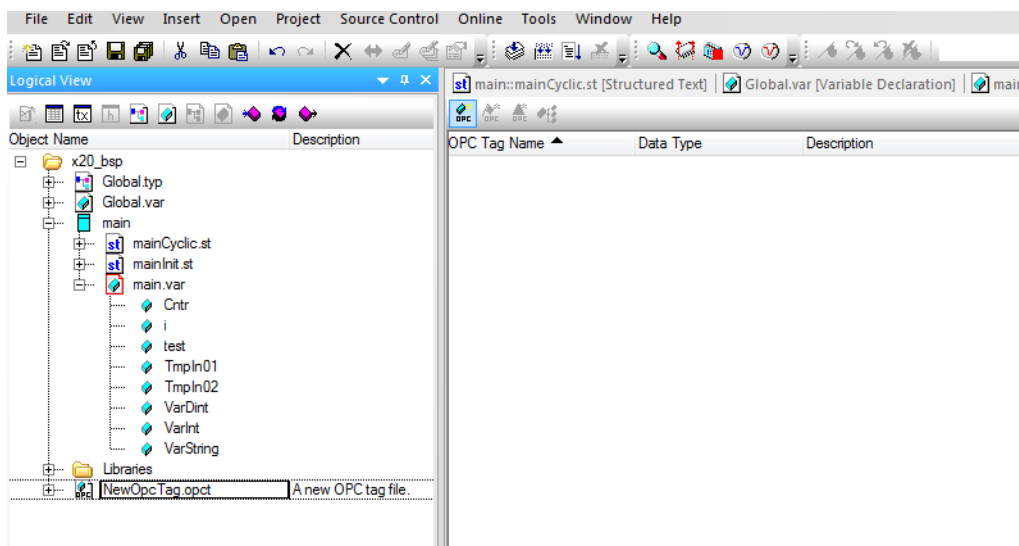 File Edit View Insert Open Project Source Control Online Tools Window Help
Logical View
main::mainCyclic.st [Structured Text] Global.var [Variable Declaration] mai
Object Name Description
OPC Tag Name Data Type Description
x20_bsp
Global.typ
Global.var
main
mainCyclic.st
mainInit.st
main.var
Cntr
i
test
TmpIn01
TmpIn02
VarDint
VarInt
VarString
Libraries
NewOpcTag.opct A new OPC tag file.